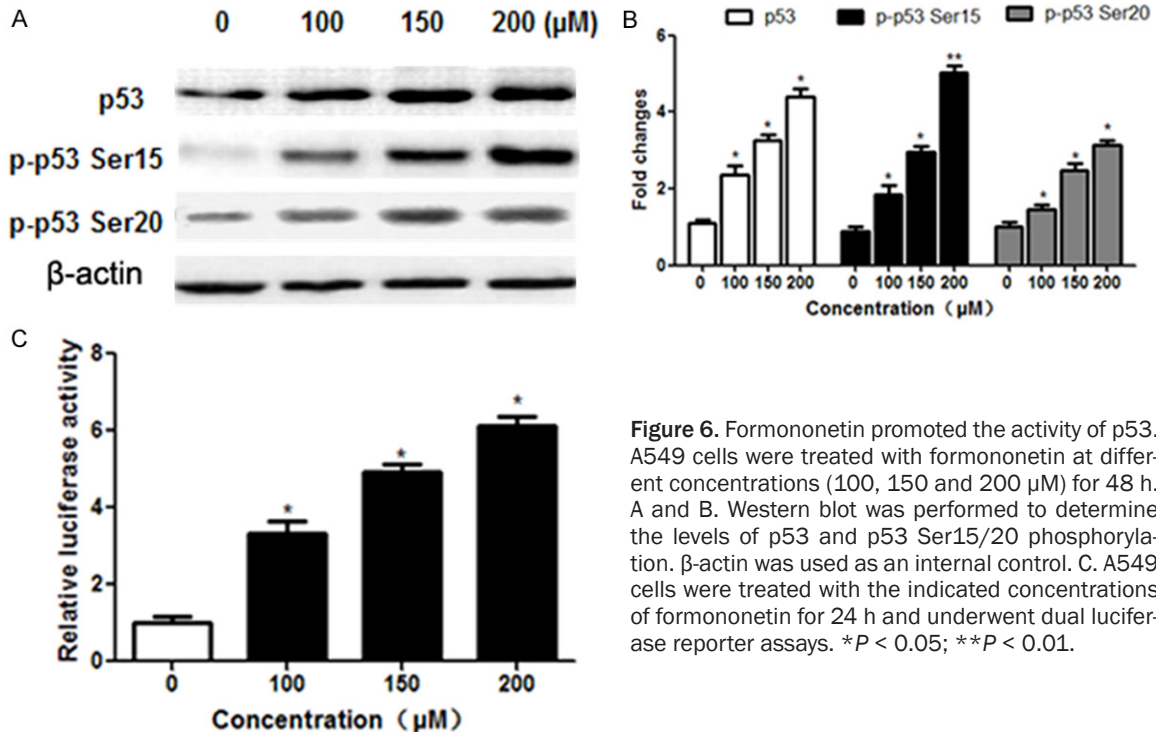 A
0 100 150 200 (μM)
p53
p-p53 Ser15
p-p53 Ser20
β-actin
B
p53 p-p53 Ser15 p-p53 Ser20
Fold changes
6
4
2
0
* * * * * ** * * *
0 100 150 200 0 100 150 200 0 100 150 200
Concentration (μM)
C
Relative luciferase activity
8
6
4
2
0
* * *
0 100 150 200
Concentration (μM)
Figure 6. Formononetin promoted the activity of p53.
A549 cells were treated with formononetin at differ-
ent concentrations (100, 150 and 200 μM) for 48 h.
A and B. Western blot was performed to determine
the levels of p53 and p53 Ser15/20 phosphoryla-
tion. β-actin was used as an internal control. C. A549
cells were treated with the indicated concentrations
of formononetin for 24 h and underwent dual lucifer-
ase reporter assays. *P < 0.05; **P < 0.01.